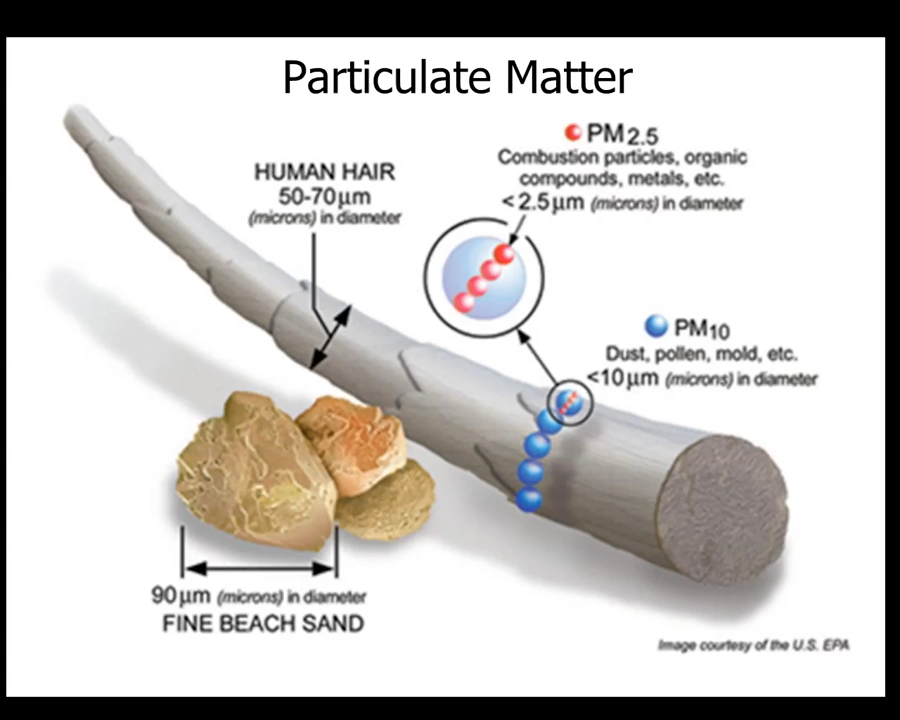 Particulate Matter
HUMAN HAIR
50-70μm
(microns) in diameter
PM2.5
Combustion particles, organic
compounds, metals, etc.
<2.5μm (microns) in diameter
PM10
Dust, pollen, mold, etc.
<10μm (microns) in diameter
90μm (microns) in diameter
FINE BEACH SAND
Image courtesy of the U.S. EPA